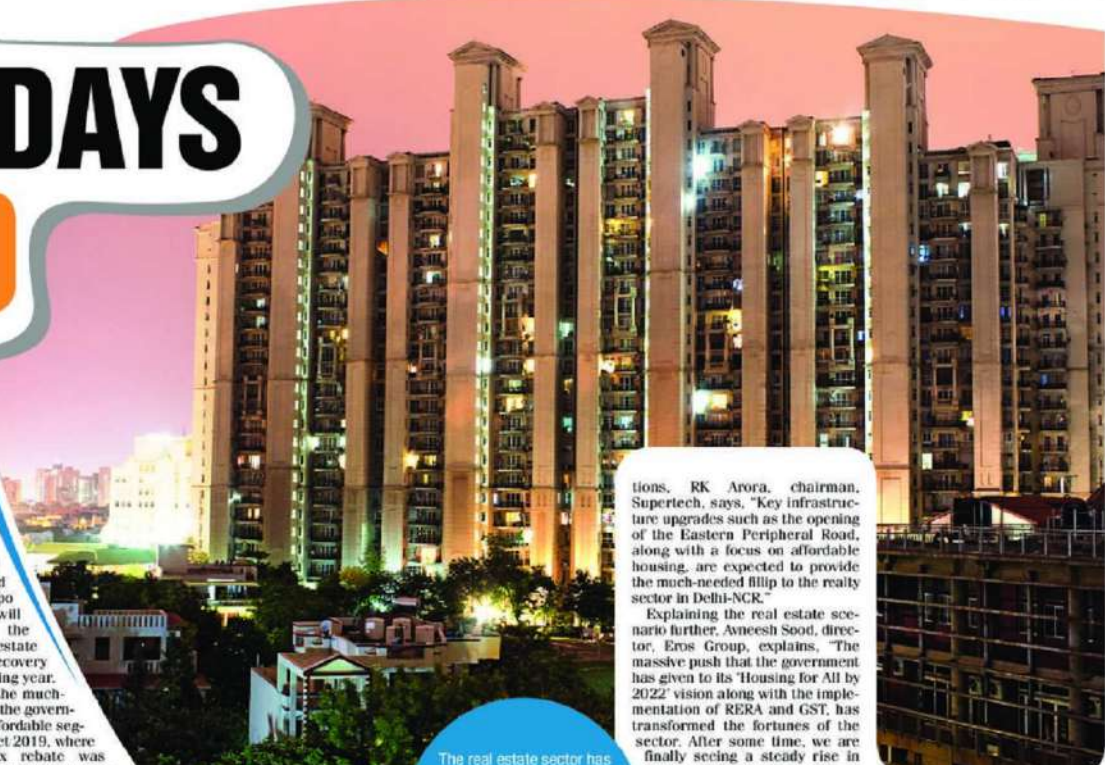 DAYS
po
will
the
estate
ecovery
ing year.
he much-
the govern-
fordable seg-
et 2019, where
x rebate was
The real estate sector has
tions, RK Arora, chairman,
Supertech, says, "Key infrastruc-
ture upgrades such as the opening
of the Eastern Peripheral Road,
along with a focus on affordable
housing, are expected to provide
the much-needed fillip to the realty
sector in Delhi-NCR."
Explaining the real estate sce-
nario further, Avneesh Sood, direc-
tor, Eros Group, explains, "The
massive push that the government
has given to its 'Housing for All by
2022' vision along with the imple-
mentation of RERA and GST, has
transformed the fortunes of the
sector. After some time, we are
finally seeing a steady rise in